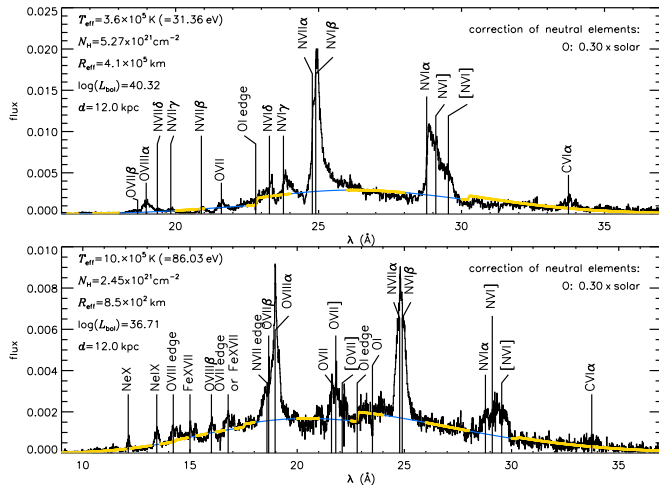 T_eff=3.6×10^5 K (=31.36 eV)
N_H=5.27×10^21 cm^-2
R_eff=4.1×10^5 km
log(L_bol)=40.32
d=12.0 kpc
correction of neutral elements:
O: 0.30 x solar
OVIIβ
OVIIIα
NVIIδ
NVIIγ
NVIIβ
OVII
OI edge
NVIδ
NVIγ
NVIIα
NVIβ
NVIα
NVI]
[NVI]
CVIα
flux
0.025
0.020
0.015
0.010
0.005
0.000
20 25 30 35
λ (Å)
T_eff=10.×10^5 K (=86.03 eV)
N_H=2.45×10^21 cm^-2
R_eff=8.5×10^2 km
log(L_bol)=36.71
d=12.0 kpc
correction of neutral elements:
O: 0.30 x solar
NeX
NeIX
OVIII edge
FeXVII
OVIIIβ
OVII edge
or FeXVII
NVII edge
OVIIβ
OVIIIα
OVII
OVII]
[OVII]
OI edge
OI
NVIIα
NVIβ
NVIα
NVI]
[NVI]
CVIα
flux
0.010
0.008
0.006
0.004
0.002
0.000
10 15 20 25 30 35
λ (Å)